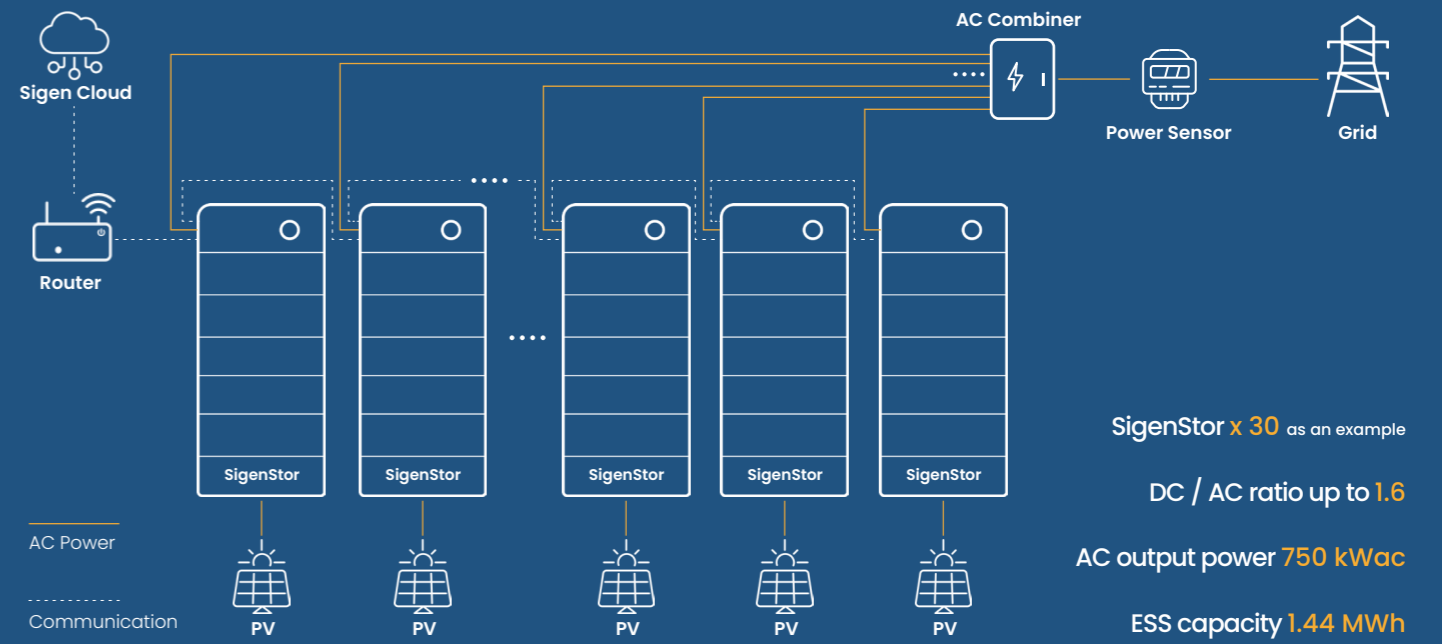 AC Combiner
Sigen Cloud
Power Sensor
Grid
Router
SigenStor
SigenStor
SigenStor
SigenStor
SigenStor
PV
PV
PV
PV
PV
AC Power
Communication
SigenStor x 30 as an example
DC / AC ratio up to 1.6
AC output power 750 kWac
ESS capacity 1.44 MWh